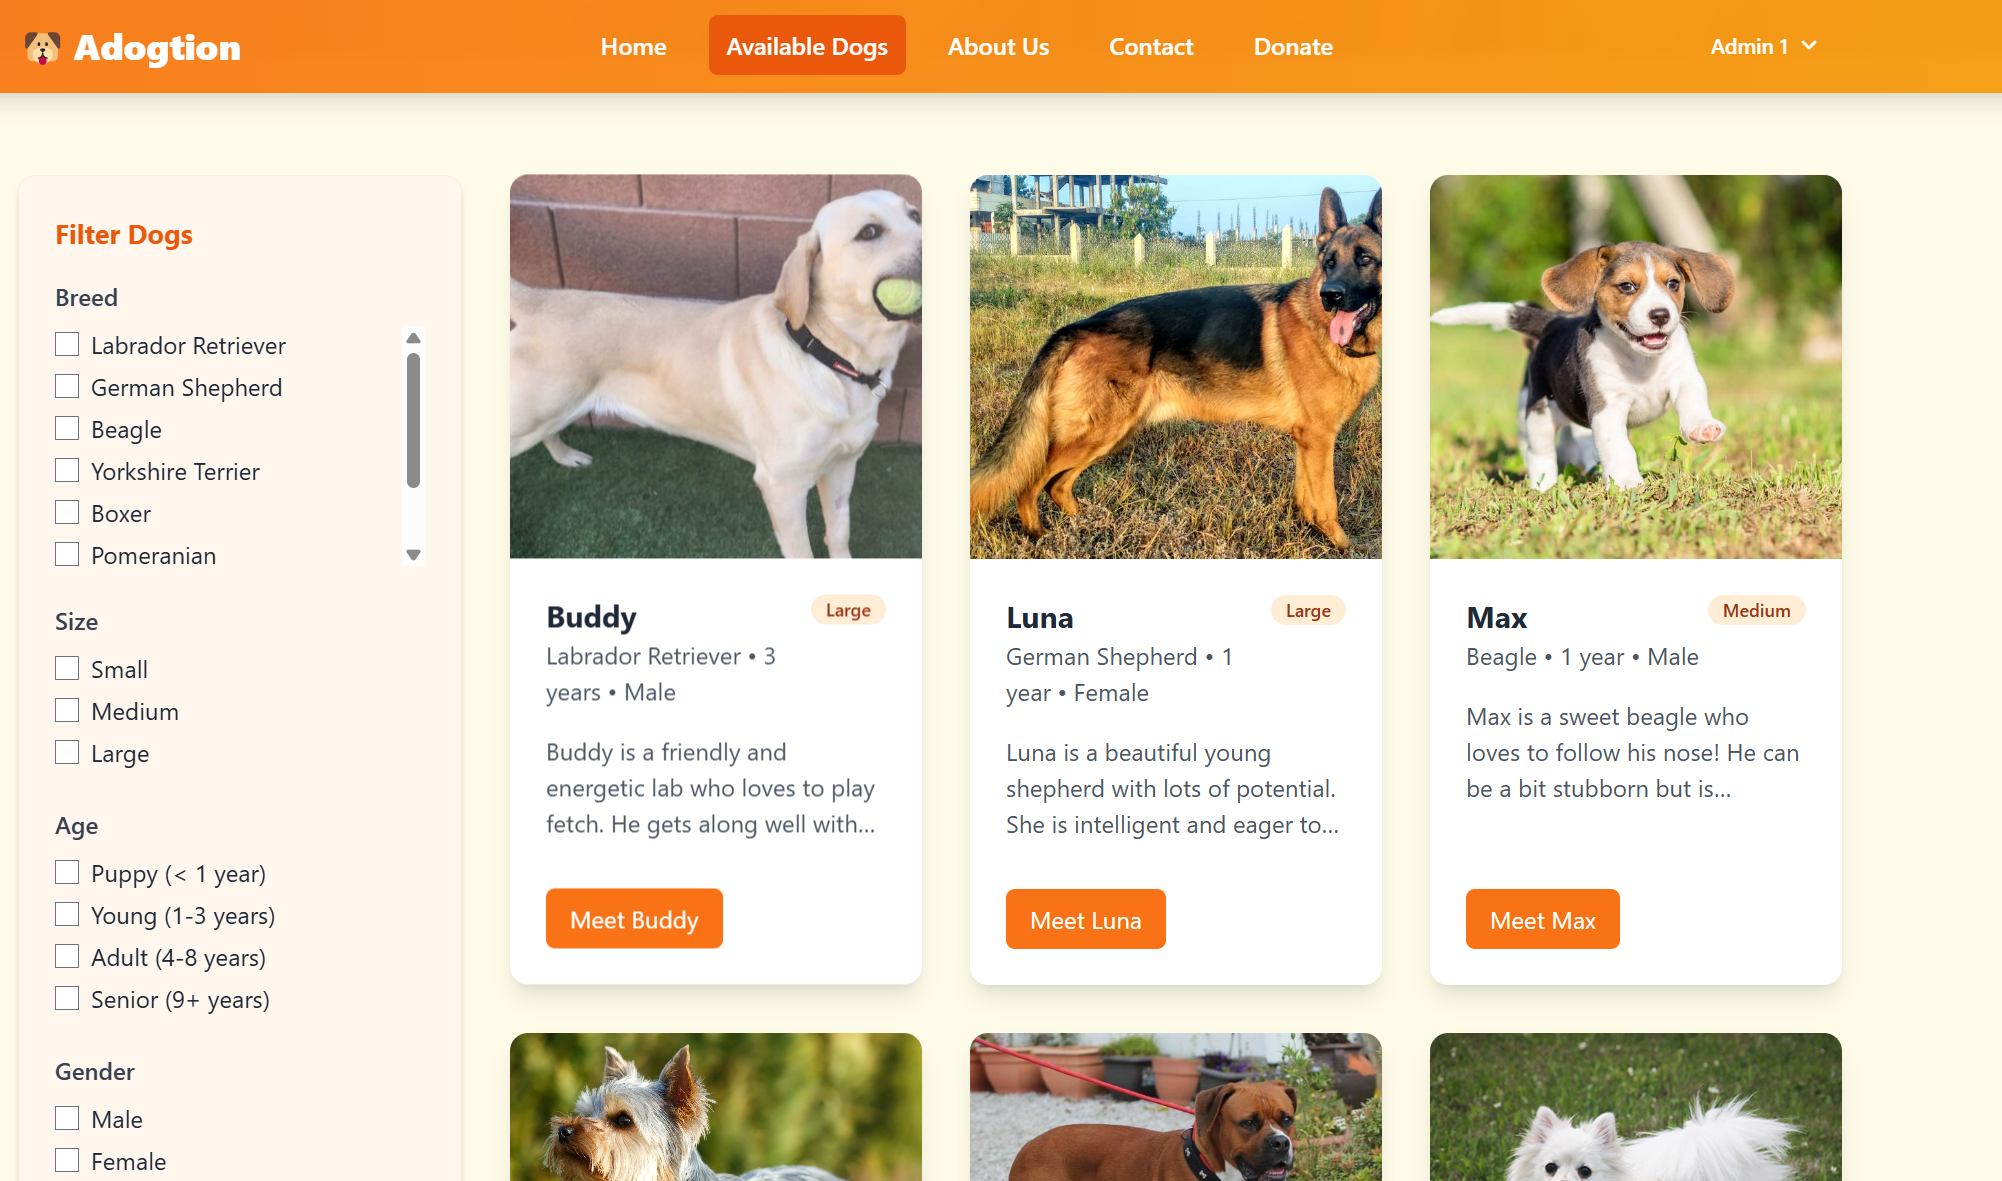 Adogtion
Home
Available Dogs
About Us
Contact
Donate
Admin 1
Filter Dogs
Breed
Labrador Retriever
German Shepherd
Beagle
Yorkshire Terrier
Boxer
Pomeranian
Size
Small
Medium
Large
Age
Puppy (< 1 year)
Young (1-3 years)
Adult (4-8 years)
Senior (9+ years)
Gender
Male
Female
Buddy
Large
Labrador Retriever • 3
years • Male
Buddy is a friendly and
energetic lab who loves to play
fetch. He gets along well with...
Meet Buddy
Luna
Large
German Shepherd • 1
year • Female
Luna is a beautiful young
shepherd with lots of potential.
She is intelligent and eager to...
Meet Luna
Max
Medium
Beagle • 1 year • Male
Max is a sweet beagle who
loves to follow his nose! He can
be a bit stubborn but is...
Meet Max